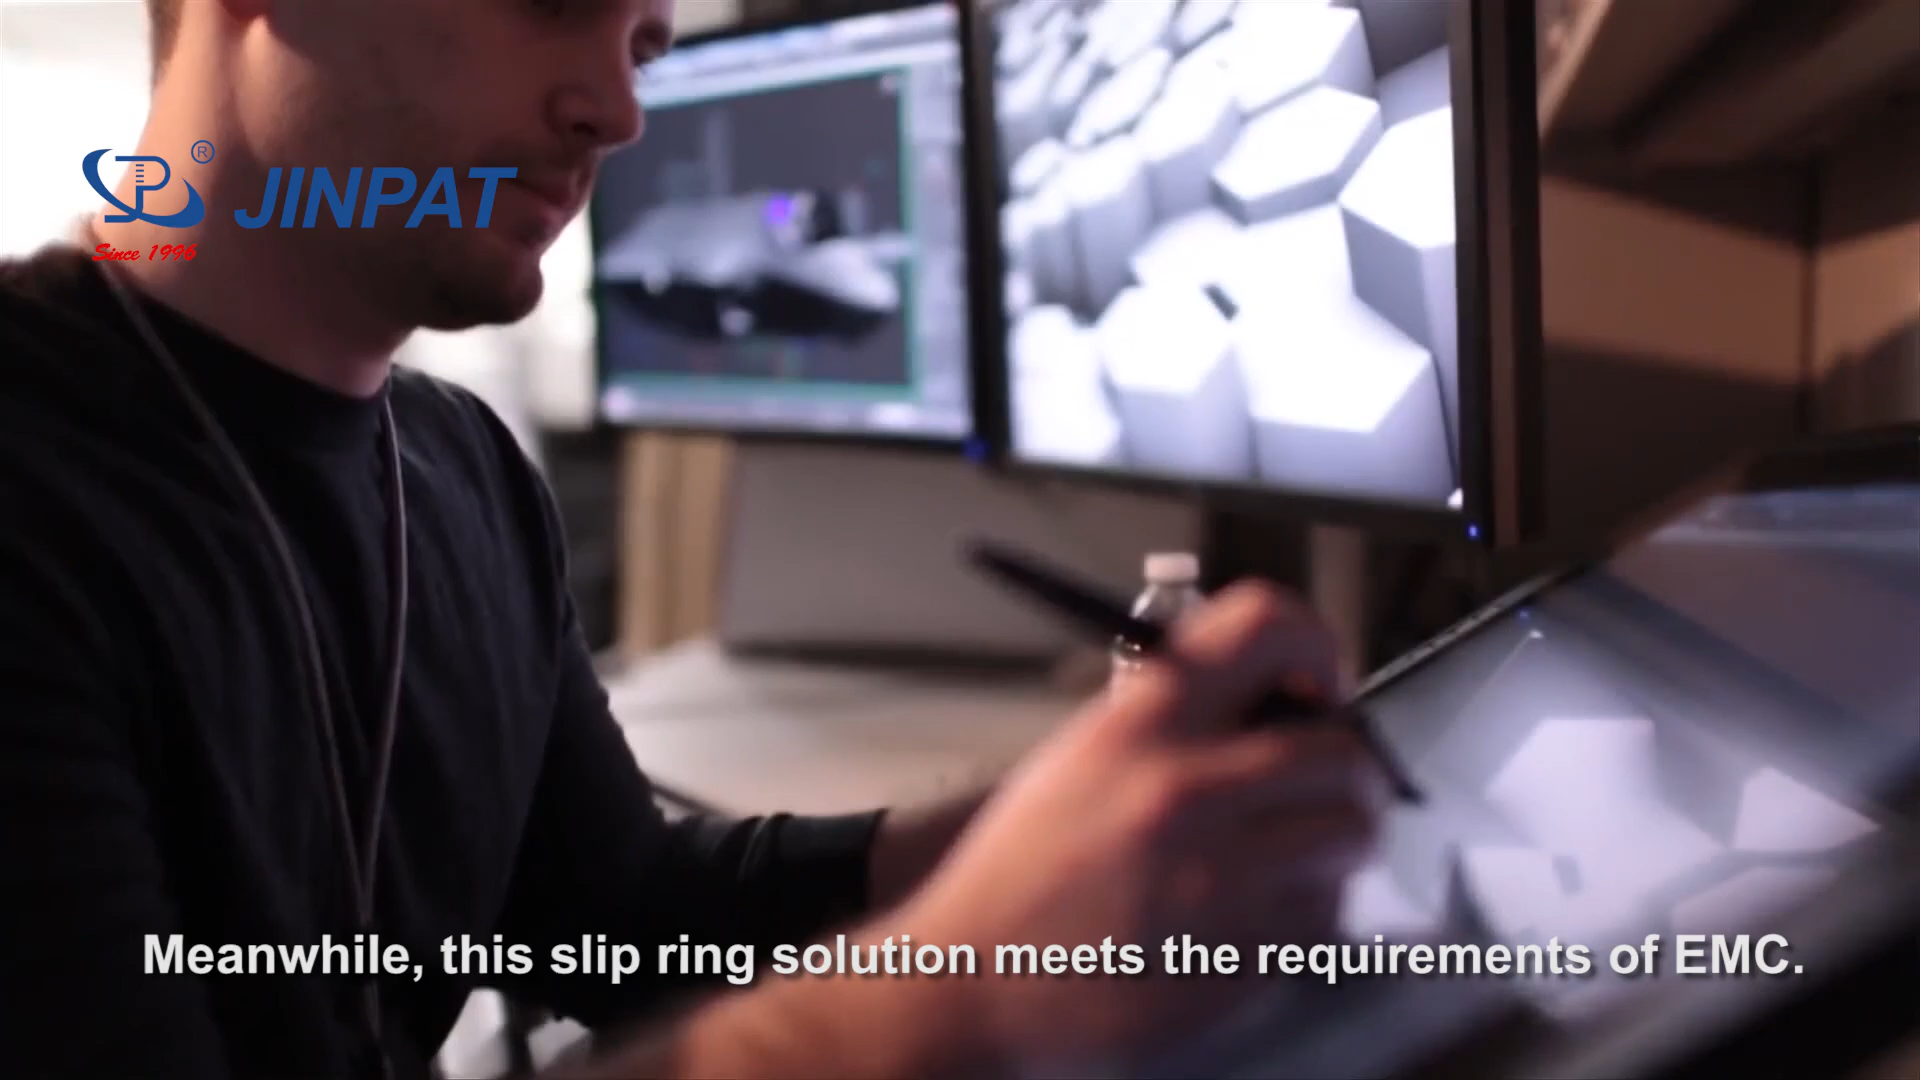 ®
JINPAT
Since 1996
Meanwhile, this slip ring solution meets the requirements of EMC.